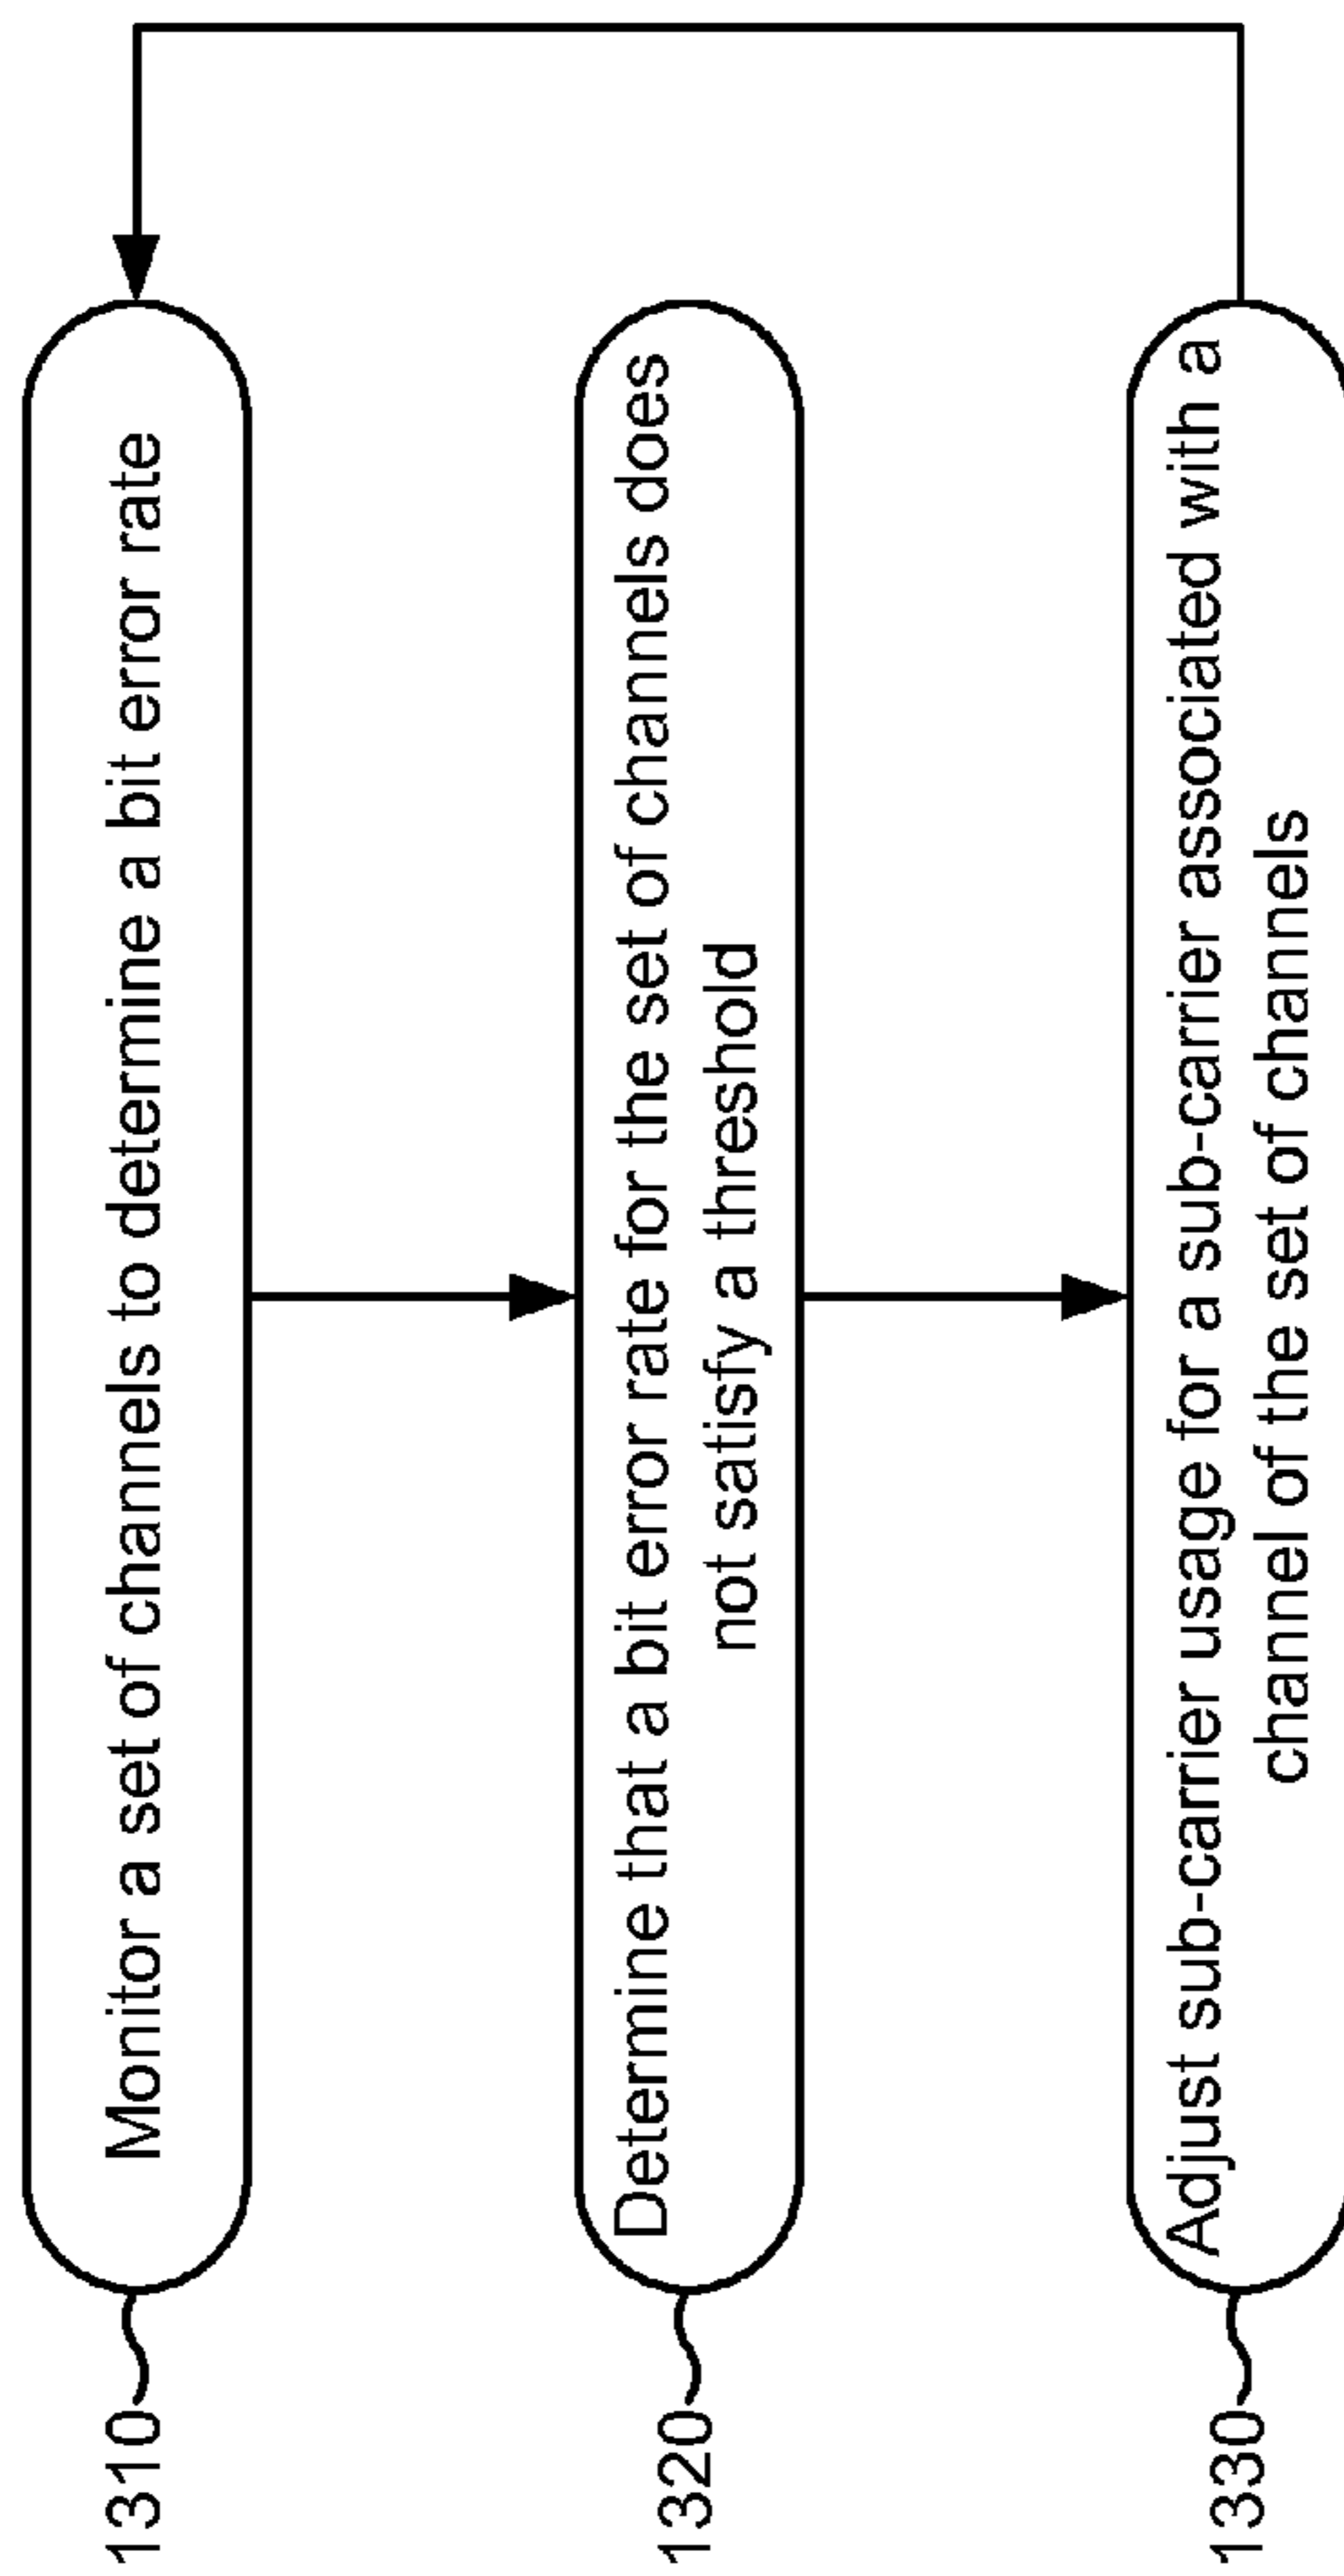 1310
Monitor a set of channels to determine a bit error rate
1320
Determine that a bit error rate for the set of channels does
not satisfy a threshold
1330
Adjust sub-carrier usage for a sub-carrier associated with a
channel of the set of channels